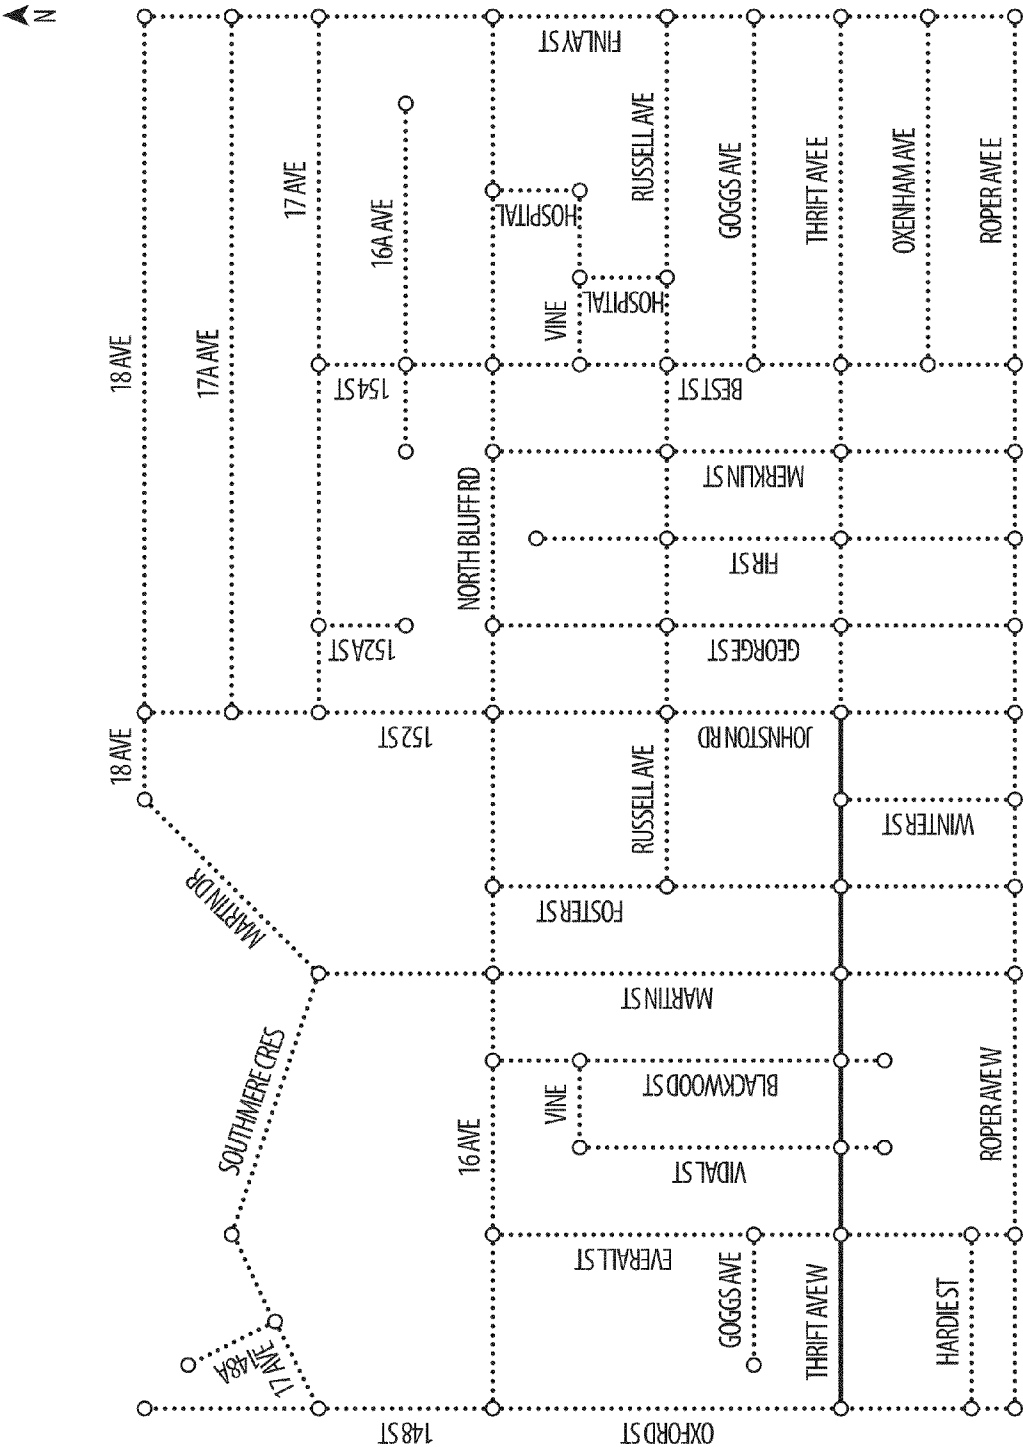 N
FINLAY ST
RUSSELL AVE
GOGGS AVE
THRIFT AVE E
OXENHAM AVE
ROPER AVE E
17 AVE
16A AVE
HOSPITAL
HOSPITAL
VINE
18 AVE
17A AVE
154 ST
BEST ST
MERKLIN ST
NORTH BLUFF RD
FIR ST
152A ST
GEORGE ST
18 AVE
152 ST
JOHNSTON RD
RUSSELL AVE
WINTER ST
MARTIN DR
FOSTER ST
MARTIN ST
SOUTHMERE CRES
VINE
BLACKWOOD ST
16 AVE
ROPER AVE W
VIDAL ST
EVERALL ST
GOGGS AVE
THRIFT AVE W
HARDIE ST
148A
17 AVE
148 ST
OXFORD ST